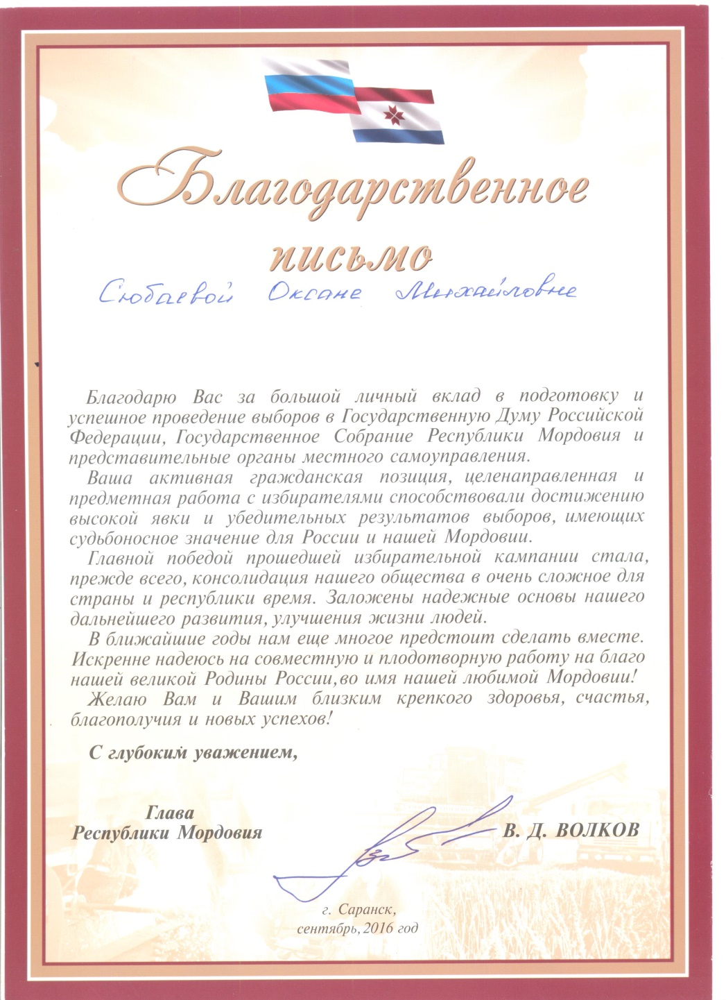 Благодарственное
письмо
Сюбаевой Оксане Михайловне
Благодарю Вас за большой личный вклад в подготовку и
успешное проведение выборов в Государственную Думу Российской
Федерации, Государственное Собрание Республики Мордовия и
представительные органы местного самоуправления.
Ваша активная гражданская позиция, целенаправленная и
предметная работа с избирателями способствовали достижению
высокой явки и убедительных результатов выборов, имеющих
судьбоносное значение для России и нашей Мордовии.
Главной победой прошедшей избирательной кампании стала,
прежде всего, консолидация нашего общества в очень сложное для
страны и республики время. Заложены надежные основы нашего
дальнейшего развития, улучшения жизни людей.
В ближайшие годы нам еще многое предстоит сделать вместе.
Искренне надеюсь на совместную и плодотворную работу на благо
нашей великой Родины России, во имя нашей любимой Мордовии!
Желаю Вам и Вашим близким крепкого здоровья, счастья,
благополучия и новых успехов!
С глубоким уважением,
Глава
Республики Мордовия
В. Д. ВОЛКОВ
г. Саранск,
сентябрь, 2016 год